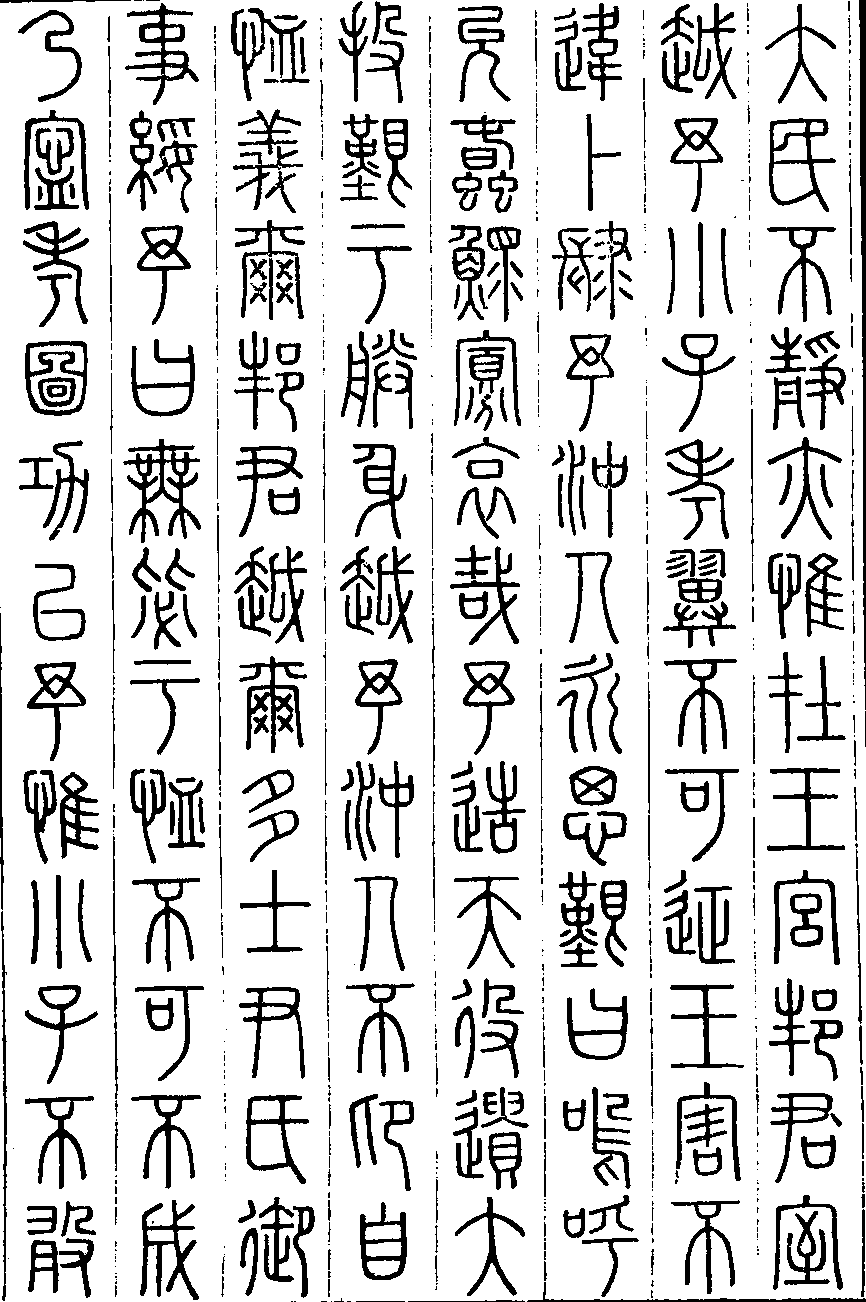 大民不靜亦惟在王宮邦君室
越予小子考翼不可征王害不
違卜肆予沖人永思艱曰嗚呼
允蠢鰥寡哀哉予造天役遺大
投艱于朕身越予沖人不卬自
恤義爾邦君越爾多士尹氏御
事綏予曰無毖于恤不可不成
乃寧考圖功已予惟小子不敢